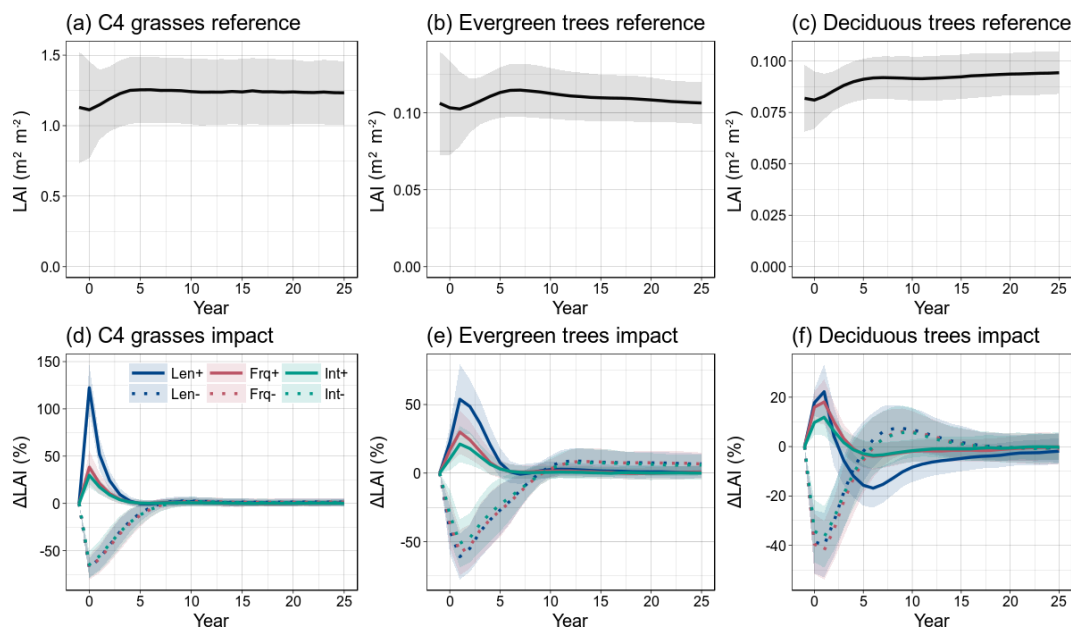 (a) C4 grasses reference
(b) Evergreen trees reference
(c) Deciduous trees reference
LAI (m² m⁻²)
1.5
1.0
0.5
0.0
0 5 10 15 20 25
Year
LAI (m² m⁻²)
0.10
0.05
0.00
0 5 10 15 20 25
Year
LAI (m² m⁻²)
0.100
0.075
0.050
0.025
0.000
0 5 10 15 20 25
Year
(d) C4 grasses impact
(e) Evergreen trees impact
(f) Deciduous trees impact
ΔLAI (%)
150
100
50
0
-50
Len+ Frq+ Int+
Len- Frq- Int-
0 5 10 15 20 25
Year
ΔLAI (%)
50
0
-50
0 5 10 15 20 25
Year
ΔLAI (%)
20
0
-20
-40
0 5 10 15 20 25
Year